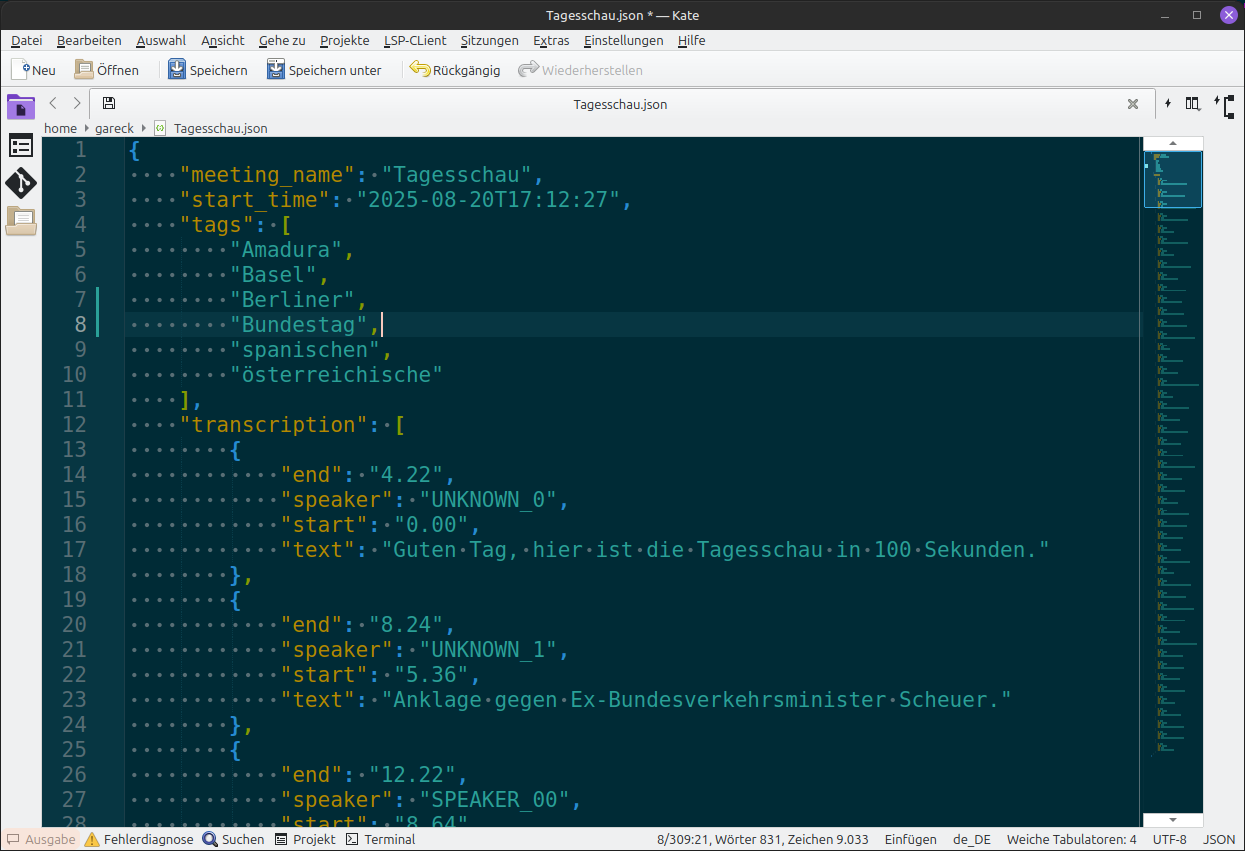 Tagesschau.json * — Kate
Datei Bearbeiten Auswahl Ansicht Gehe zu Projekte LSP-CLient Sitzungen Extras Einstellungen Hilfe
Neu Öffnen Speichern Speichern unter Rückgängig Wiederherstellen
Tagesschau.json
home gareck Tagesschau.json
1 {
2 "meeting_name": "Tagesschau",
3 "start_time": "2025-08-20T17:12:27",
4 "tags": [
5 "Amadura",
6 "Basel",
7 "Berliner",
8 "Bundestag",
9 "spanischen",
10 "österreichische"
11 ],
12 "transcription": [
13 {
14 "end": "4.22",
15 "speaker": "UNKNOWN_0",
16 "start": "0.00",
17 "text": "Guten Tag, hier ist die Tagesschau in 100 Sekunden."
18 },
19 {
20 "end": "8.24",
21 "speaker": "UNKNOWN_1",
22 "start": "5.36",
23 "text": "Anklage gegen Ex-Bundesverkehrsminister Scheuer."
24 },
25 {
26 "end": "12.22",
27 "speaker": "SPEAKER_00",
28 "start": "8.64",
Ausgabe Fehlerdiagnose Suchen Projekt Terminal 8/309:21, Wörter 831, Zeichen 9.033 Einfügen de_DE Weiche Tabulatoren: 4 UTF-8 JSON